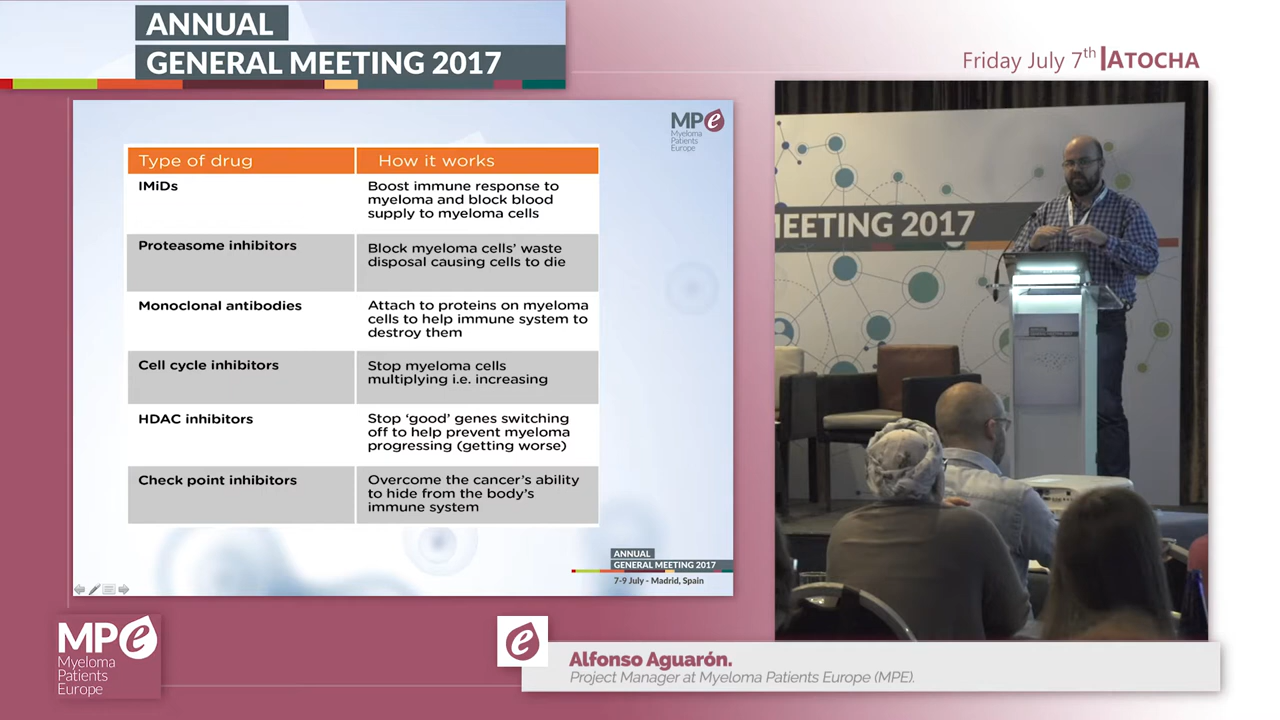 ANNUAL
GENERAL MEETING 2017
Friday July 7th | ATOCHA
MPe
Myeloma
Patients
Europe
Type of drug How it works
IMiDs
Boost immune response to
myeloma and block blood
supply to myeloma cells
Proteasome inhibitors
Block myeloma cells' waste
disposal causing cells to die
Monoclonal antibodies
Attach to proteins on myeloma
cells to help immune system to
destroy them
Cell cycle inhibitors
Stop myeloma cells
multiplying i.e. increasing
HDAC inhibitors
Stop 'good' genes switching
off to help prevent myeloma
progressing (getting worse)
Check point inhibitors
Overcome the cancer's ability
to hide from the body's
immune system
ANNUAL
GENERAL MEETING 2017
7-9 July - Madrid, Spain
MEETING 2017
MPe
Myeloma
Patients
Europe
e
Alfonso Aguarón.
Project Manager at Myeloma Patients Europe (MPE).